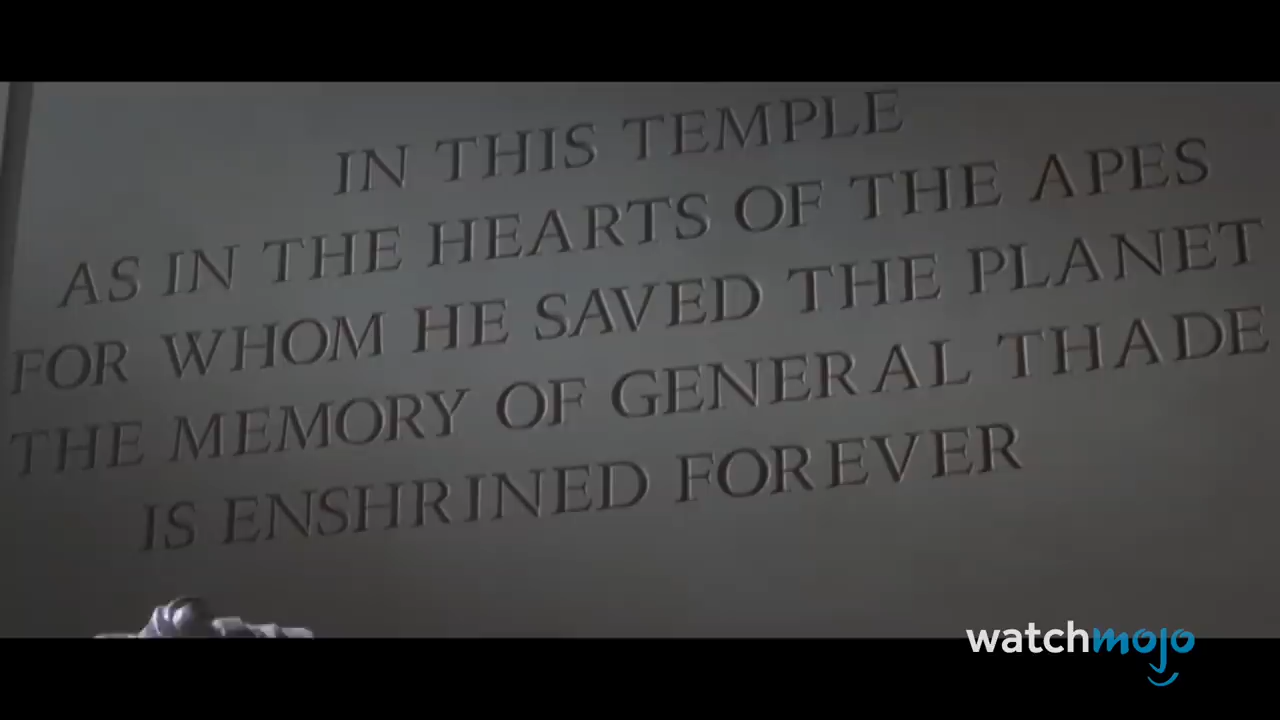 IN THIS TEMPLE
AS IN THE HEARTS OF THE APES
FOR WHOM HE SAVED THE PLANET
THE MEMORY OF GENERAL THADE
IS ENSHRINED FOREVER
watchmojo